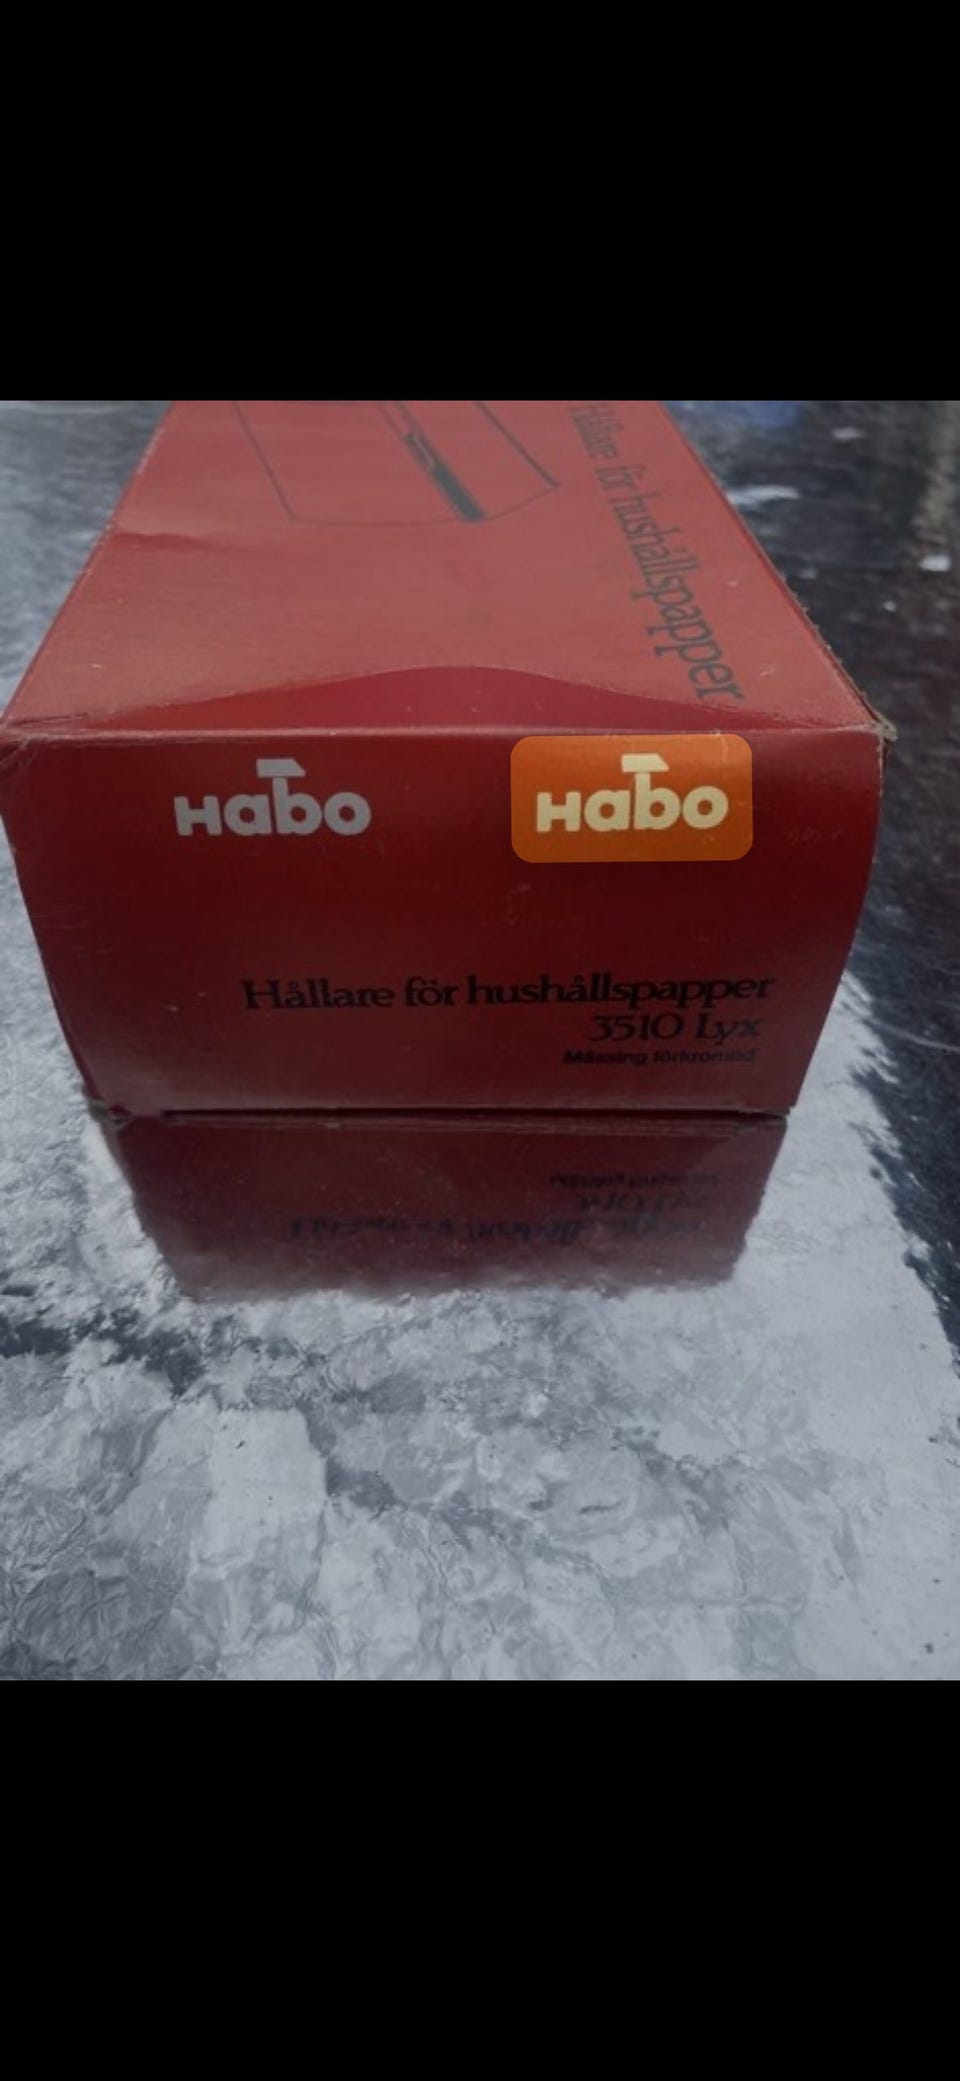 Hållare för hushållspapper
Habo Habo
Hållare för hushållspapper
3510 Lyx
Mässing förkromad